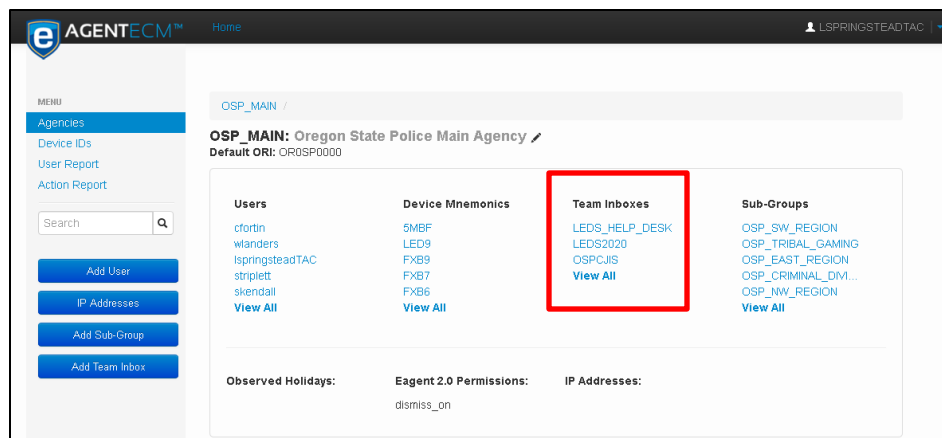 e AGENTECM™ Home LSPRINGSTEADTAC
MENU
Agencies
Device IDs
User Report
Action Report
Search
Add User
IP Addresses
Add Sub-Group
Add Team Inbox
OSP_MAIN /
OSP_MAIN: Oregon State Police Main Agency
Default ORI: OR0SP0000
Users
cfortin
wlanders
lspringsteadTAC
striplett
skendall
View All
Device Mnemonics
5MBF
LED9
FXB9
FXB7
FXB6
View All
Team Inboxes
LEDS_HELP_DESK
LEDS2020
OSPCJIS
View All
Sub-Groups
OSP_SW_REGION
OSP_TRIBAL_GAMING
OSP_EAST_REGION
OSP_CRIMINAL_DIVI...
OSP_NW_REGION
View All
Observed Holidays:
Eagent 2.0 Permissions:
dismiss_on
IP Addresses: